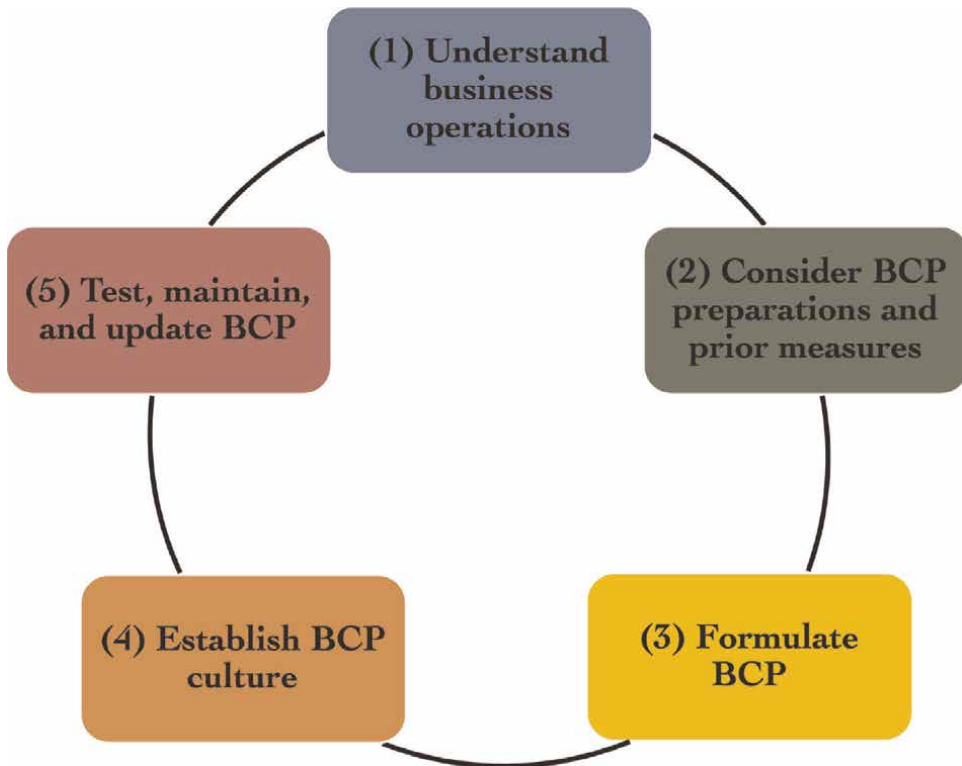 (1) Understand
business
operations
(2) Consider BCP
preparations and
prior measures
(3) Formulate
BCP
(4) Establish BCP
culture
(5) Test, maintain,
and update BCP